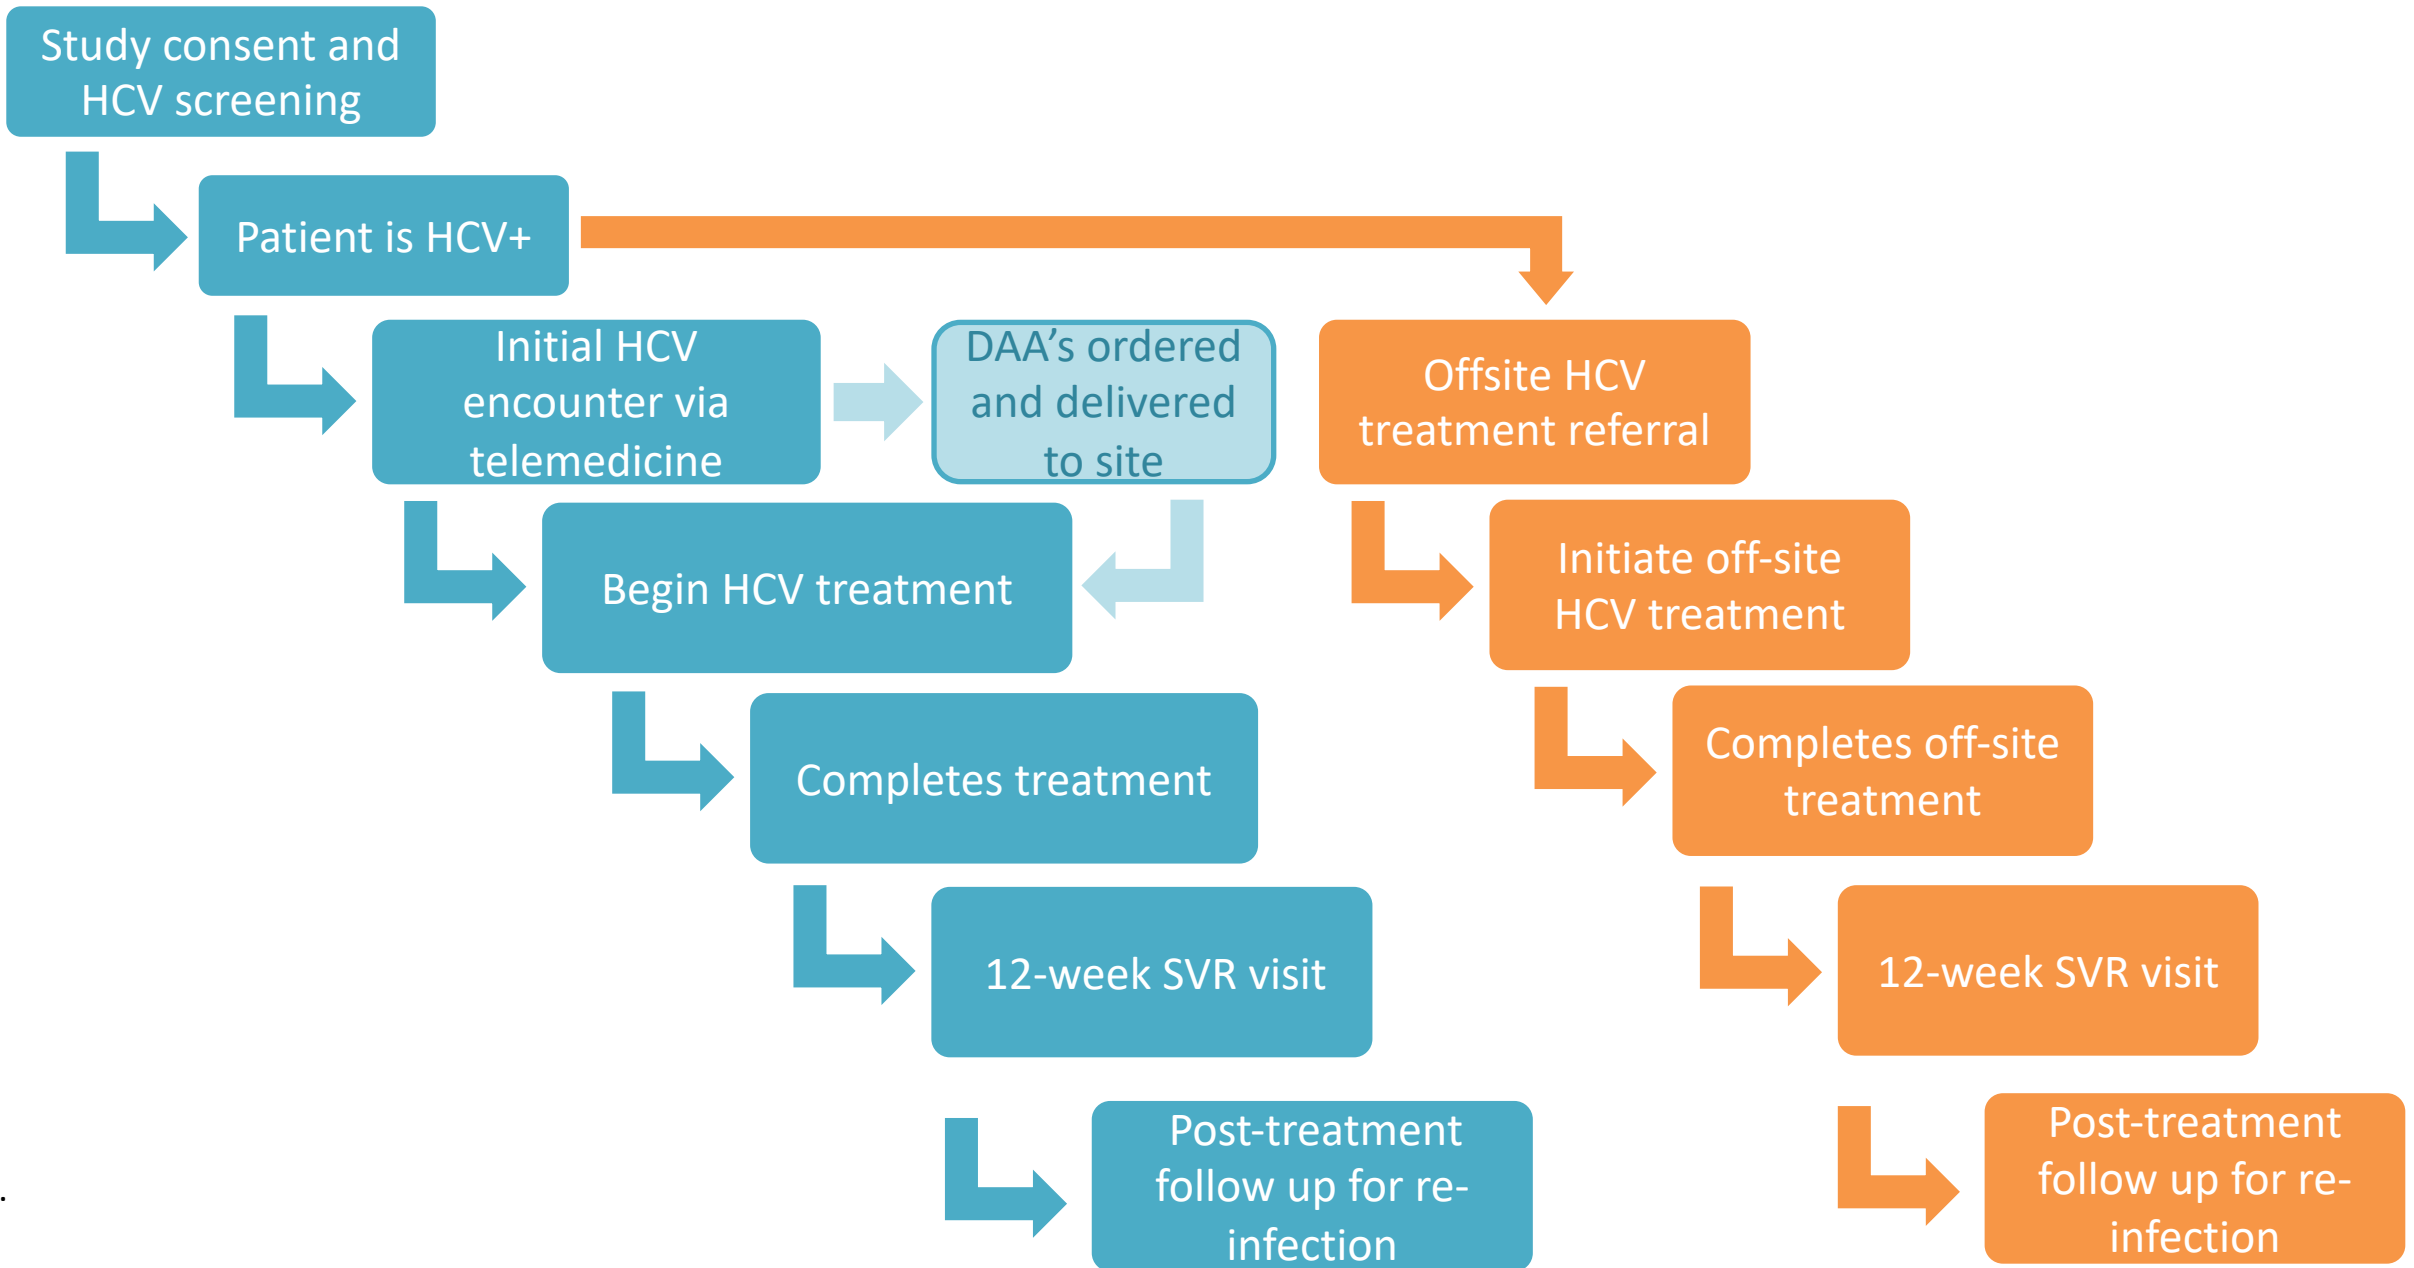 Study consent and
HCV screening
Patient is HCV+
Initial HCV
encounter via
telemedicine
DAA's ordered
and delivered
to site
Offsite HCV
treatment referral
Begin HCV treatment
Initiate off-site
HCV treatment
Completes treatment
Completes off-site
treatment
12-week SVR visit
12-week SVR visit
Post-treatment
follow up for re-
infection
Post-treatment
follow up for re-
infection
.